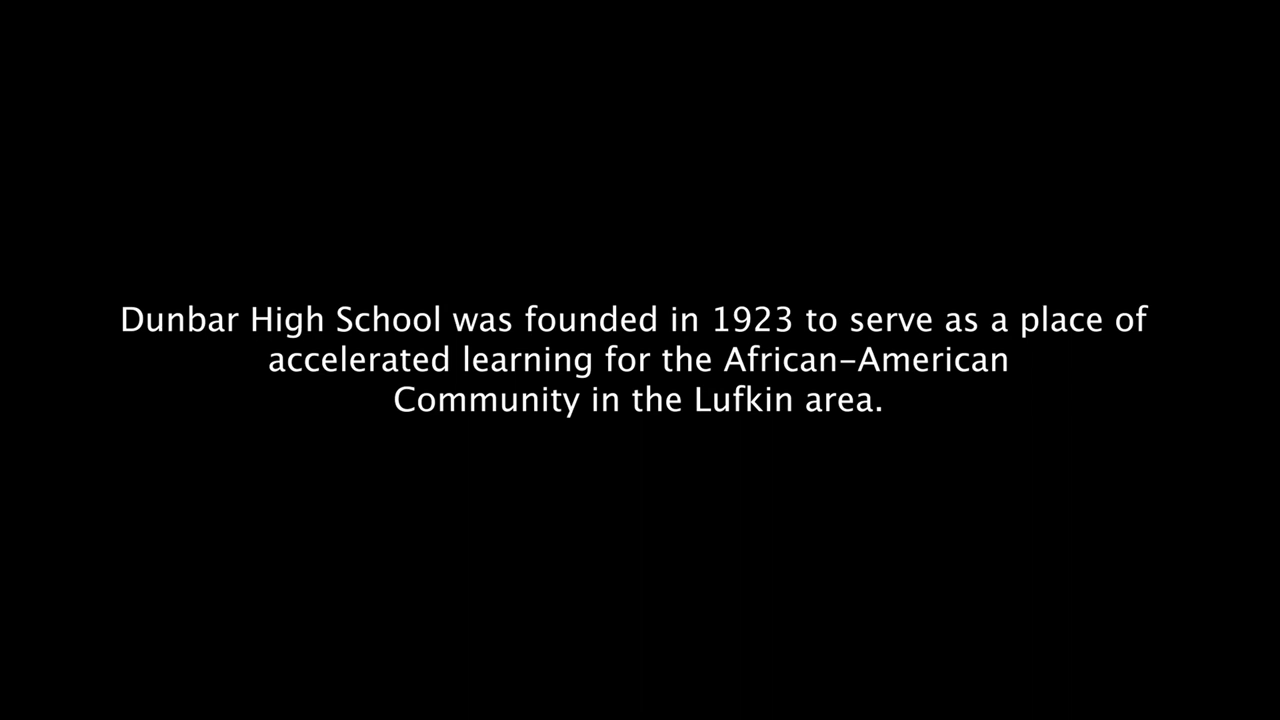 Dunbar High School was founded in 1923 to serve as a place of
accelerated learning for the African-American
Community in the Lufkin area.